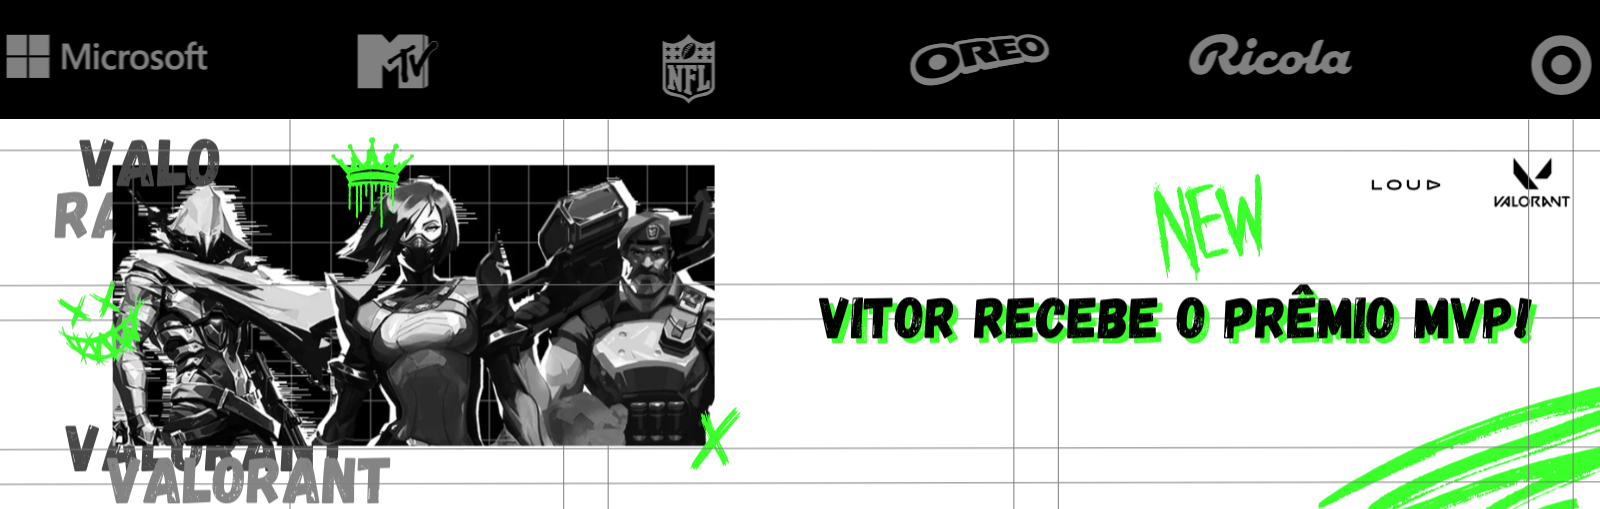 Microsoft
MTV
NFL
OREO
Ricola
VALO
RA
VALORANT
VALORANT
NEW
LOUD
VALORANT
VITOR RECEBE O PRÊMIO MVP!